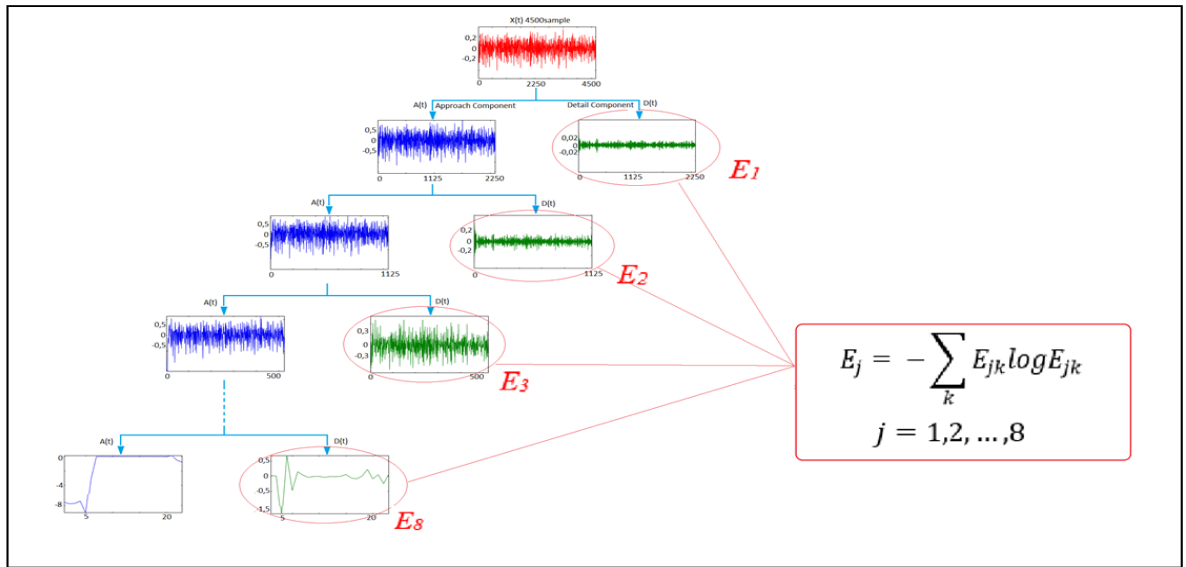 X(t) 4500sample
0,2
0
-0,2
0 2250 4500
A(t) Approach Component Detail Component D(t)
0,5
0
-0,5
0 1125 2250
0,02
0
-0,02
0 1125 2250
E1
A(t) D(t)
0,5
0
-0,5
0 1125
0,2
0
-0,2
0 1125
E2
A(t) D(t)
0,5
0
-0,5
0 500
0,3
0
-0,3
0 500
E3
A(t) D(t)
0
-4
-8
5 20
0,5
0
-0,5
-1,5
5 20
E8
Ej = − ∑k Ejk logEjk
j = 1,2, …,8